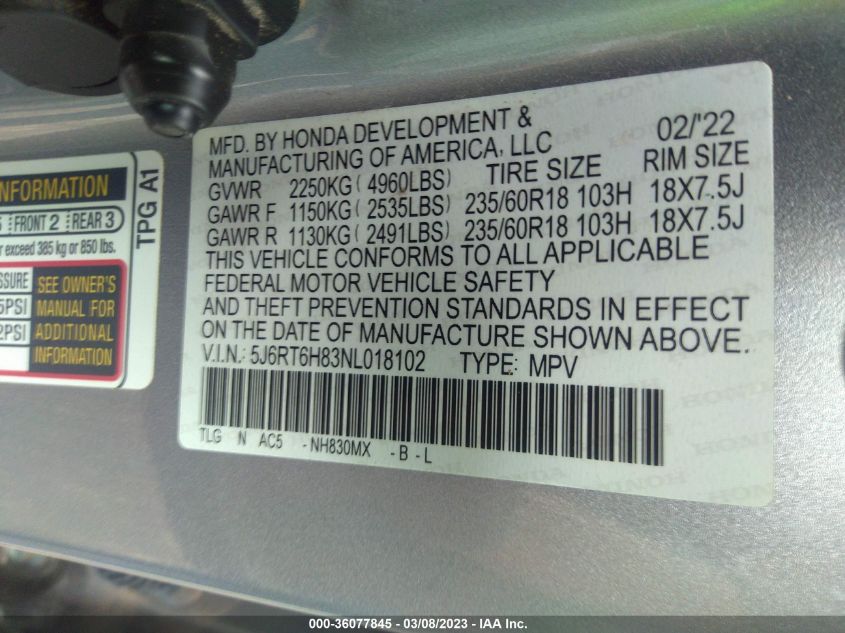 MFD. BY HONDA DEVELOPMENT &
MANUFACTURING OF AMERICA, LLC 02/'22
GVWR 2250KG ( 4960LBS) TIRE SIZE RIM SIZE
GAWR F 1150KG ( 2535LBS) 235/60R18 103H 18X7.5J
GAWR R 1130KG ( 2491LBS) 235/60R18 103H 18X7.5J
THIS VEHICLE CONFORMS TO ALL APPLICABLE
FEDERAL MOTOR VEHICLE SAFETY
AND THEFT PREVENTION STANDARDS IN EFFECT
ON THE DATE OF MANUFACTURE SHOWN ABOVE.
V.I.N.: 5J6RT6H83NL018102 TYPE: MPV
TLG N AC5 -NH830MX -B-L
INFORMATION
FRONT 2 REAR 3
exceed 385 kg or 850 lbs.
TPG A1
SEE OWNER'S
MANUAL FOR
ADDITIONAL
INFORMATION
000-36077845 - 03/08/2023 - IAA Inc.